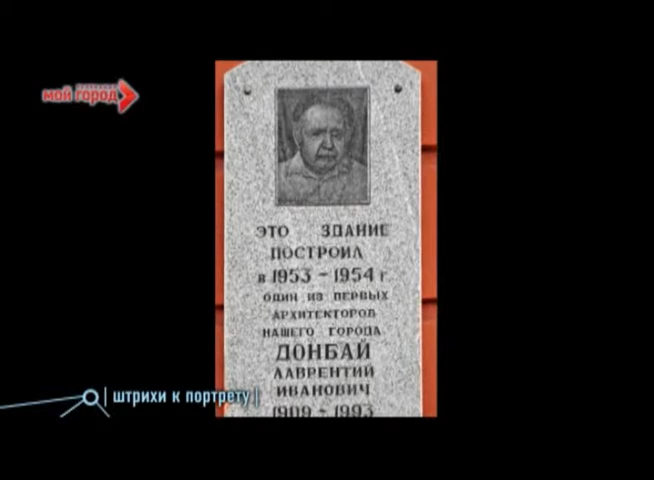 мой город
ЭТО ЗДАНИЕ
ПОСТРОИЛ
в 1953 - 1954 г.
ОДИН ИЗ ПЕРВЫХ
АРХИТЕКТОРОВ
НАШЕГО ГОРОДА
ДОНБАЙ
ЛАВРЕНТИЙ
ИВАНОВИЧ
1909 - 1993
штрихи к портрету